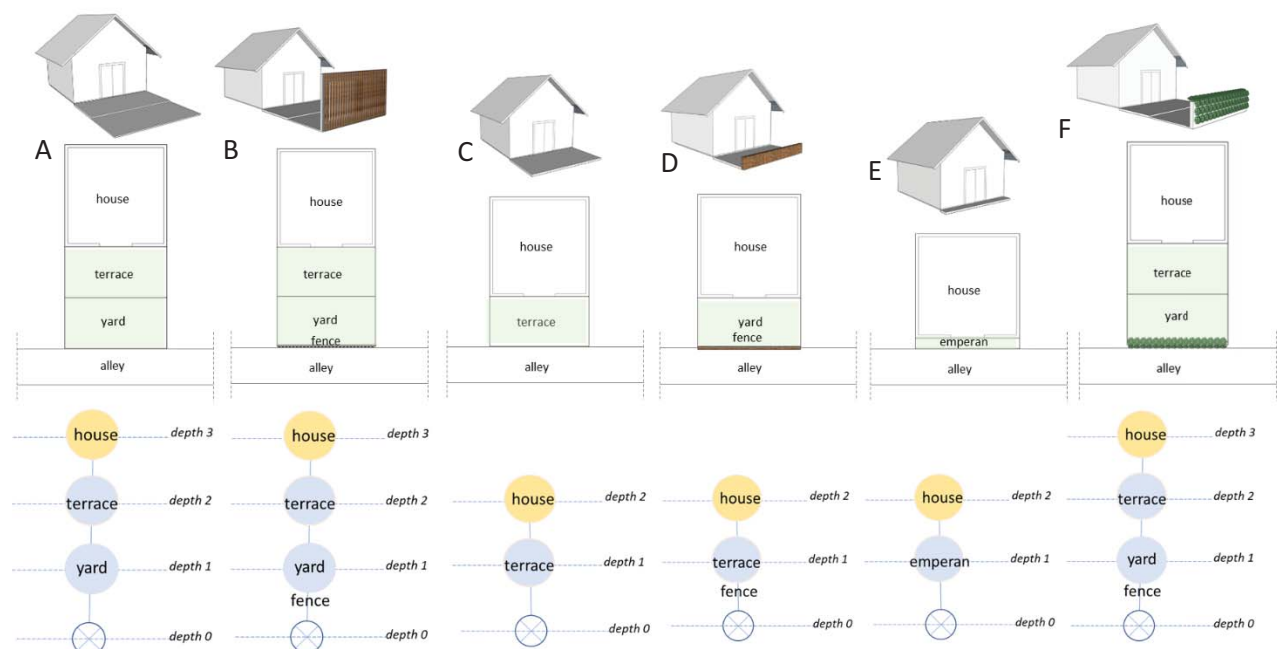 A
house
terrace
yard
alley
house
depth 3
terrace
depth 2
yard
depth 1
depth 0
B
house
terrace
yard
fence
alley
house
depth 3
terrace
depth 2
yard
depth 1
fence
depth 0
C
house
terrace
alley
house
depth 2
terrace
depth 1
depth 0
D
house
yard
fence
alley
house
depth 2
terrace
depth 1
fence
depth 0
E
house
emperan
alley
house
depth 2
emperan
depth 1
depth 0
F
house
terrace
yard
alley
house
depth 3
terrace
depth 2
yard
depth 1
fence
depth 0